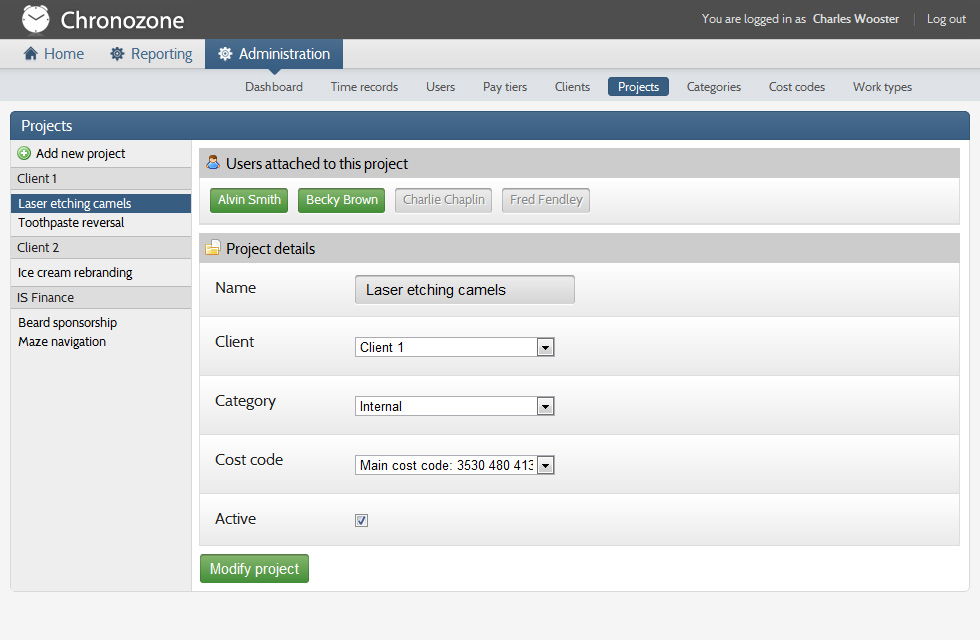 Chronozone
You are logged in as Charles Wooster
Log out
Home
Reporting
Administration
Dashboard
Time records
Users
Pay tiers
Clients
Projects
Categories
Cost codes
Work types
Projects
Add new project
Client 1
Laser etching camels
Toothpaste reversal
Client 2
Ice cream rebranding
IS Finance
Beard sponsorship
Maze navigation
Users attached to this project
Alvin Smith
Becky Brown
Charlie Chaplin
Fred Fendley
Project details
Name
Laser etching camels
Client
Client 1
Category
Internal
Cost code
Main cost code: 3530 480 413
Active
Modify project